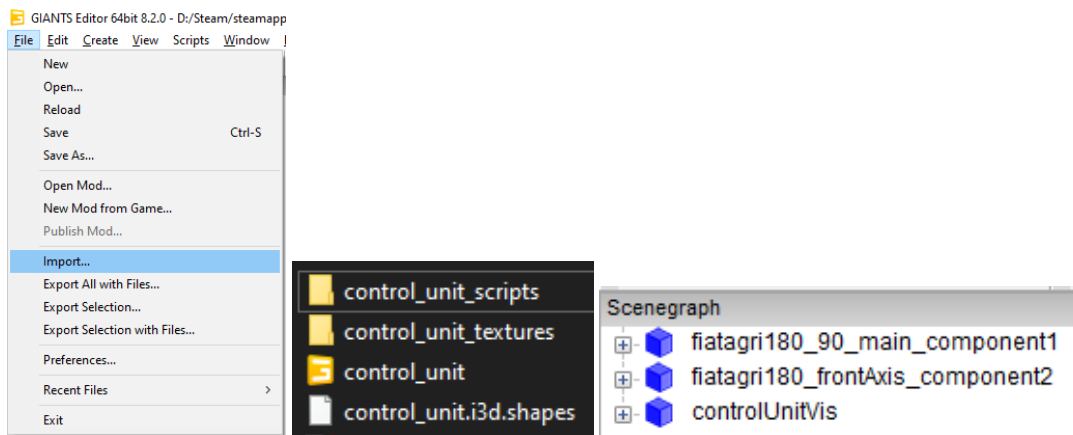 GIANTS Editor 64bit 8.2.0 - D:/Steam/steamapp
File Edit Create View Scripts Window
New
Open...
Reload
Save Ctrl-S
Save As...
Open Mod...
New Mod from Game...
Publish Mod...
Import...
Export All with Files...
Export Selection...
Export Selection with Files...
Preferences...
Recent Files >
Exit
control_unit_scripts
control_unit_textures
control_unit
control_unit.i3d.shapes
Scenegraph
fiatagri180_90_main_component1
fiatagri180_frontAxis_component2
controlUnitVis